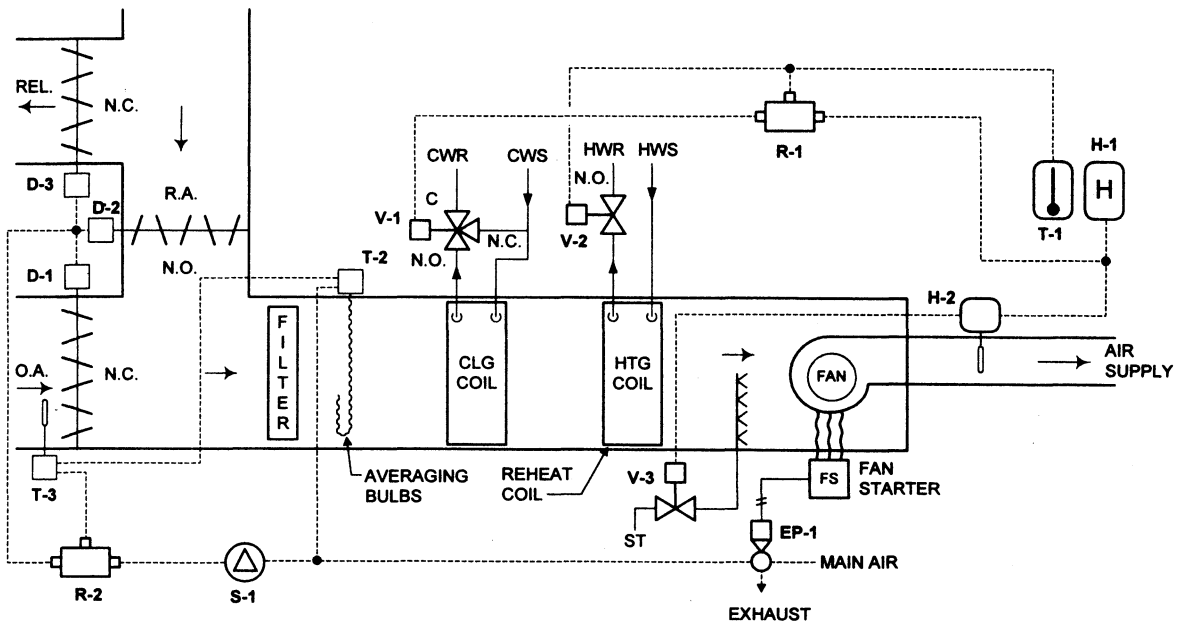 REL.
N.C.
D-3
D-2
R.A.
D-1
N.O.
O.A.
N.C.
T-3
R-2
S-1
FILTER
T-2
AVERAGING
BULBS
CWR
CWS
C
V-1
N.C.
N.O.
CLG
COIL
HWR
HWS
N.O.
V-2
HTG
COIL
REHEAT
COIL
R-1
H-1
H
T-1
H-2
AIR
SUPPLY
FAN
FS
FAN
STARTER
V-3
ST
EP-1
MAIN AIR
EXHAUST